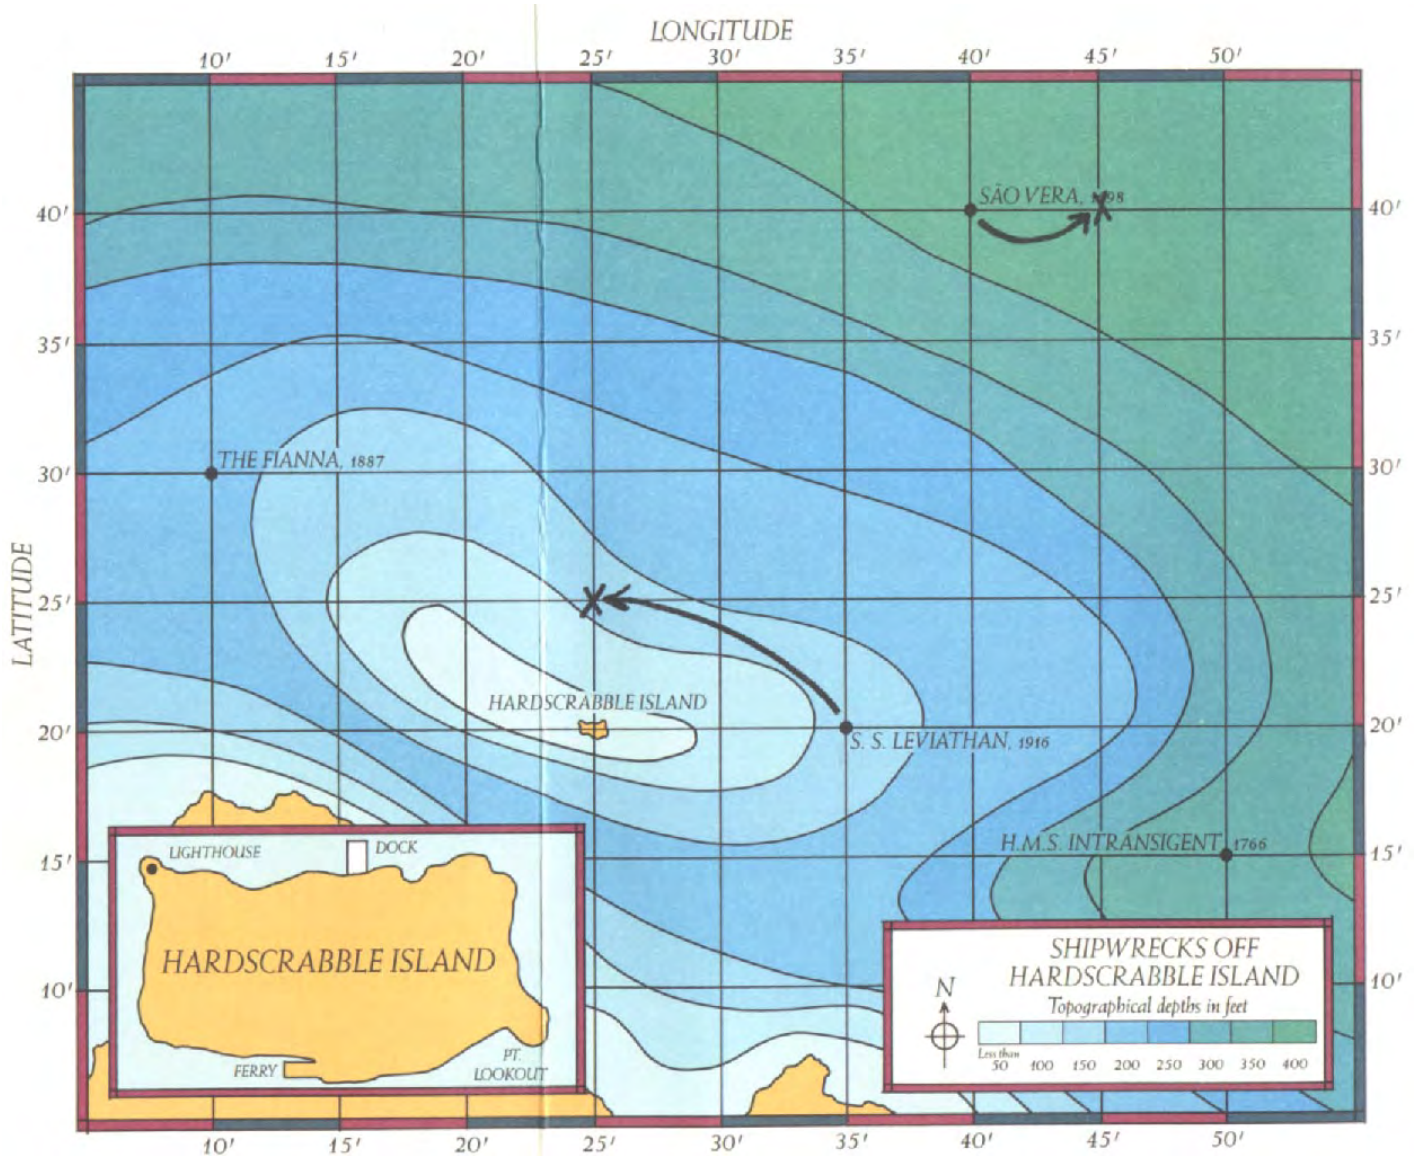 LONGITUDE
10' 15' 20' 25' 30' 35' 40' 45' 50'
SÃO VERA,
40' 40'
35' 35'
THE FIANNA, 1887
30' 30'
LATITUDE
25' 25'
HARDSCRABBLE ISLAND
20' 20'
S. S. LEVIATHAN, 1916
H.M.S. INTRANSIGENT, 1766
15' 15'
LIGHTHOUSE
DOCK
HARDSCRABBLE ISLAND
FERRY
PT.
LOOKOUT
10' 10'
SHIPWRECKS OFF
HARDSCRABBLE ISLAND
N
Topographical depths in feet
Less than
50 100 150 200 250 300 350 400
10' 15' 20' 25' 30' 35' 40' 45' 50'